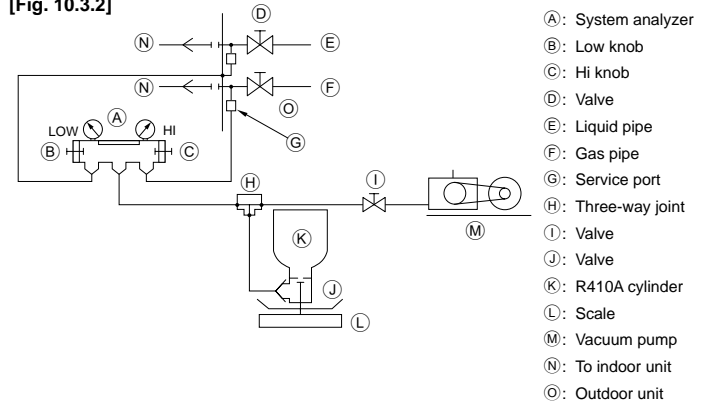 [Fig. 10.3.2]
Ⓝ Ⓓ Ⓔ
Ⓝ Ⓕ
Ⓞ
Ⓐ
LOW HI
Ⓑ Ⓒ Ⓖ
Ⓗ Ⓘ
Ⓚ Ⓜ
Ⓙ
Ⓛ
Ⓐ: System analyzer
Ⓑ: Low knob
Ⓒ: Hi knob
Ⓓ: Valve
Ⓔ: Liquid pipe
Ⓕ: Gas pipe
Ⓖ: Service port
Ⓗ: Three-way joint
Ⓘ: Valve
Ⓙ: Valve
Ⓚ: R410A cylinder
Ⓛ: Scale
Ⓜ: Vacuum pump
Ⓝ: To indoor unit
Ⓞ: Outdoor unit